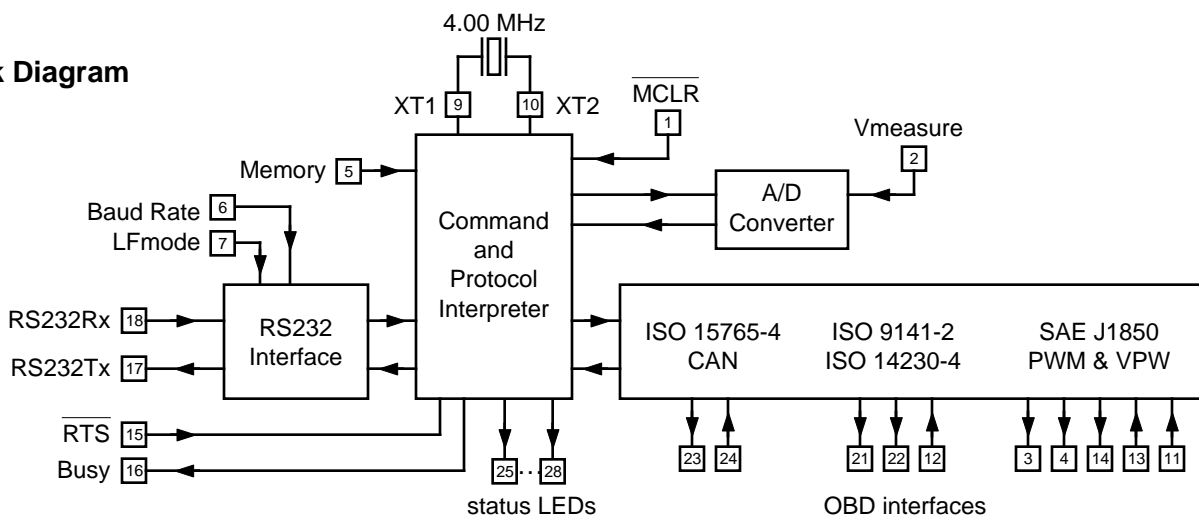 4.00 MHz
k Diagram
XT1 9 10 XT2
MCLR
1
Vmeasure
2
Memory 5
A/D
Converter
Baud Rate 6
LFmode 7
Command
and
Protocol
Interpreter
RS232Rx 18
RS232Tx 17
RS232
Interface
ISO 15765-4
CAN
ISO 9141-2
ISO 14230-4
SAE J1850
PWM & VPW
RTS 15
Busy 16
25...28
status LEDs
23 24 21 22 12 3 4 14 13 11
OBD interfaces